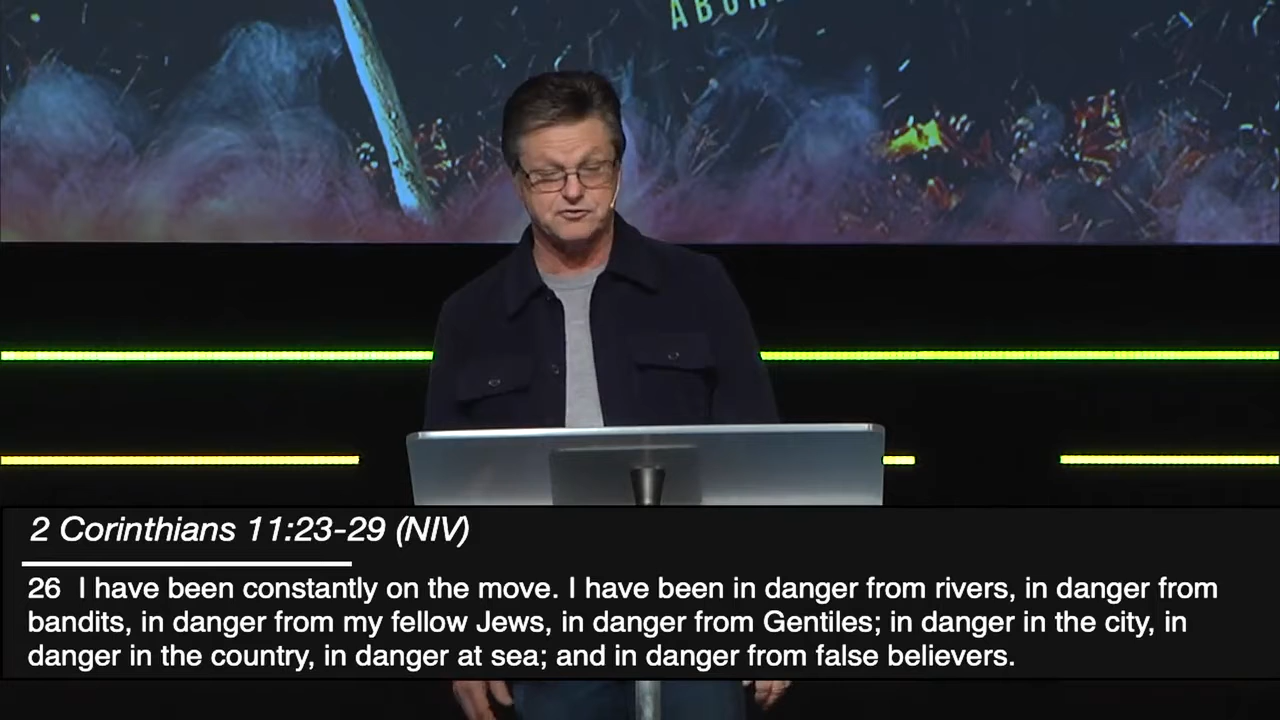 2 Corinthians 11:23-29 (NIV)
26 I have been constantly on the move. I have been in danger from rivers, in danger from
bandits, in danger from my fellow Jews, in danger from Gentiles; in danger in the city, in
danger in the country, in danger at sea; and in danger from false believers.